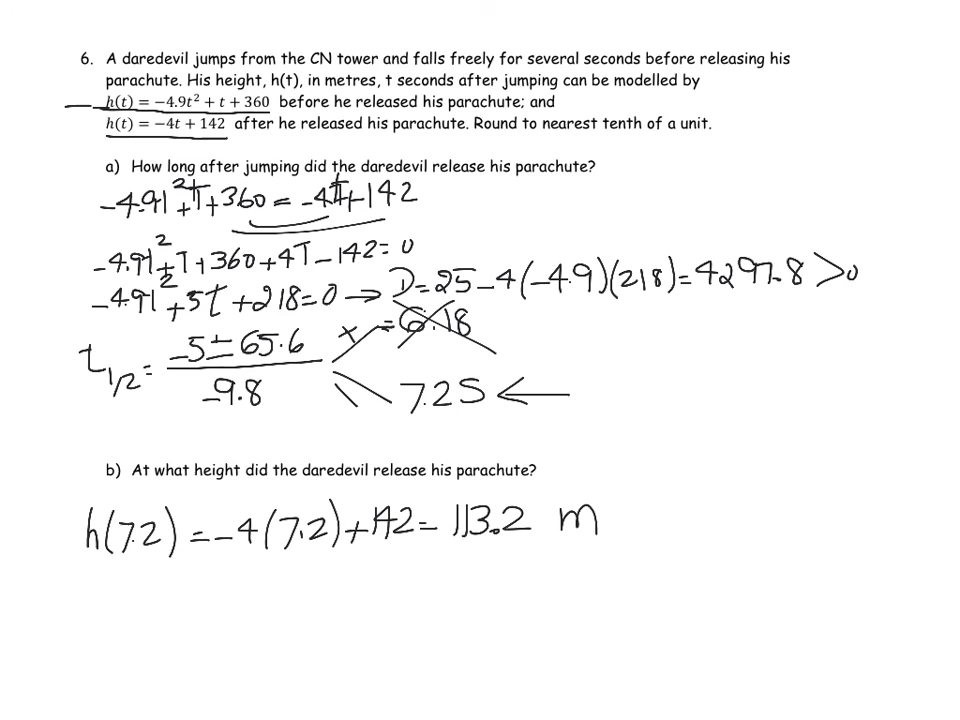 6. A daredevil jumps from the CN tower and falls freely for several seconds before releasing his
parachute. His height, h(t), in metres, t seconds after jumping can be modelled by
h(t) = −4.9t² + t + 360 before he released his parachute; and
h(t) = −4t + 142 after he released his parachute. Round to nearest tenth of a unit.
a) How long after jumping did the daredevil release his parachute?
-4.9t²+T+360=-4t+142
-4.9t²+T+360+4T-142=0
-4.9t²+5t+218=0 → D=25-4(-4.9)(218)=4297.8>0
t1/2= (-5±65.6)/-9.8
x = 6.18
7.2S ←
b) At what height did the daredevil release his parachute?
h(7.2)=-4(7.2)+142=113.2 m